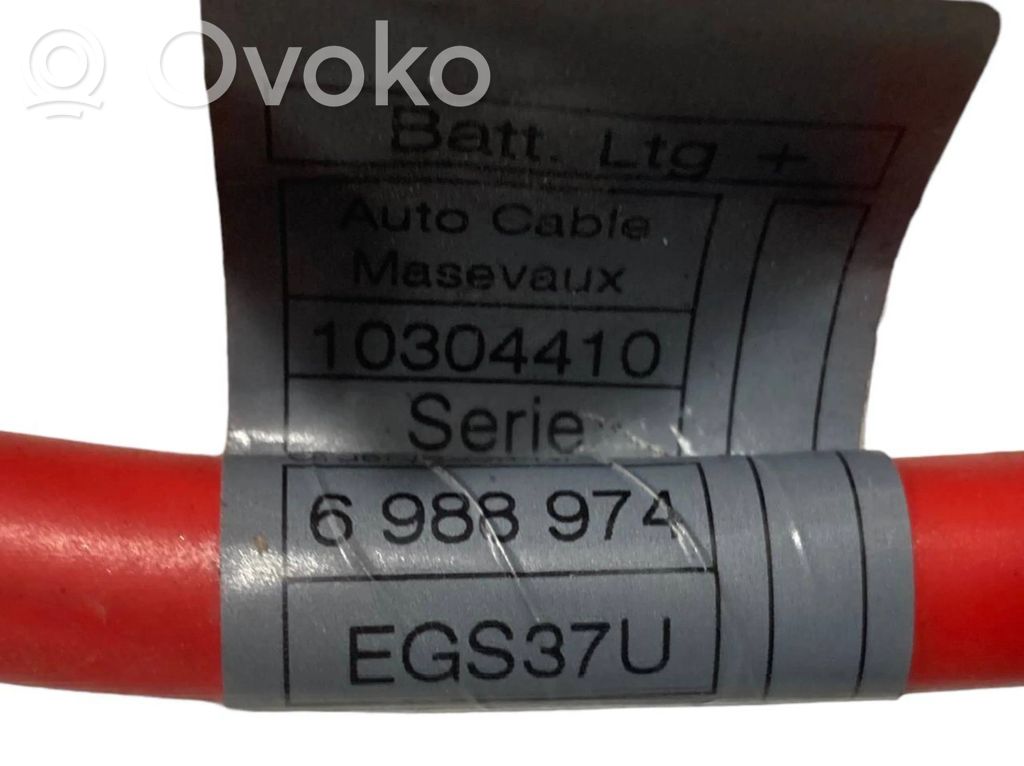 Ovoko
Batt. Ltg +
Auto Cable
Masevaux
10304410
Serie
6 988 974
EGS37U